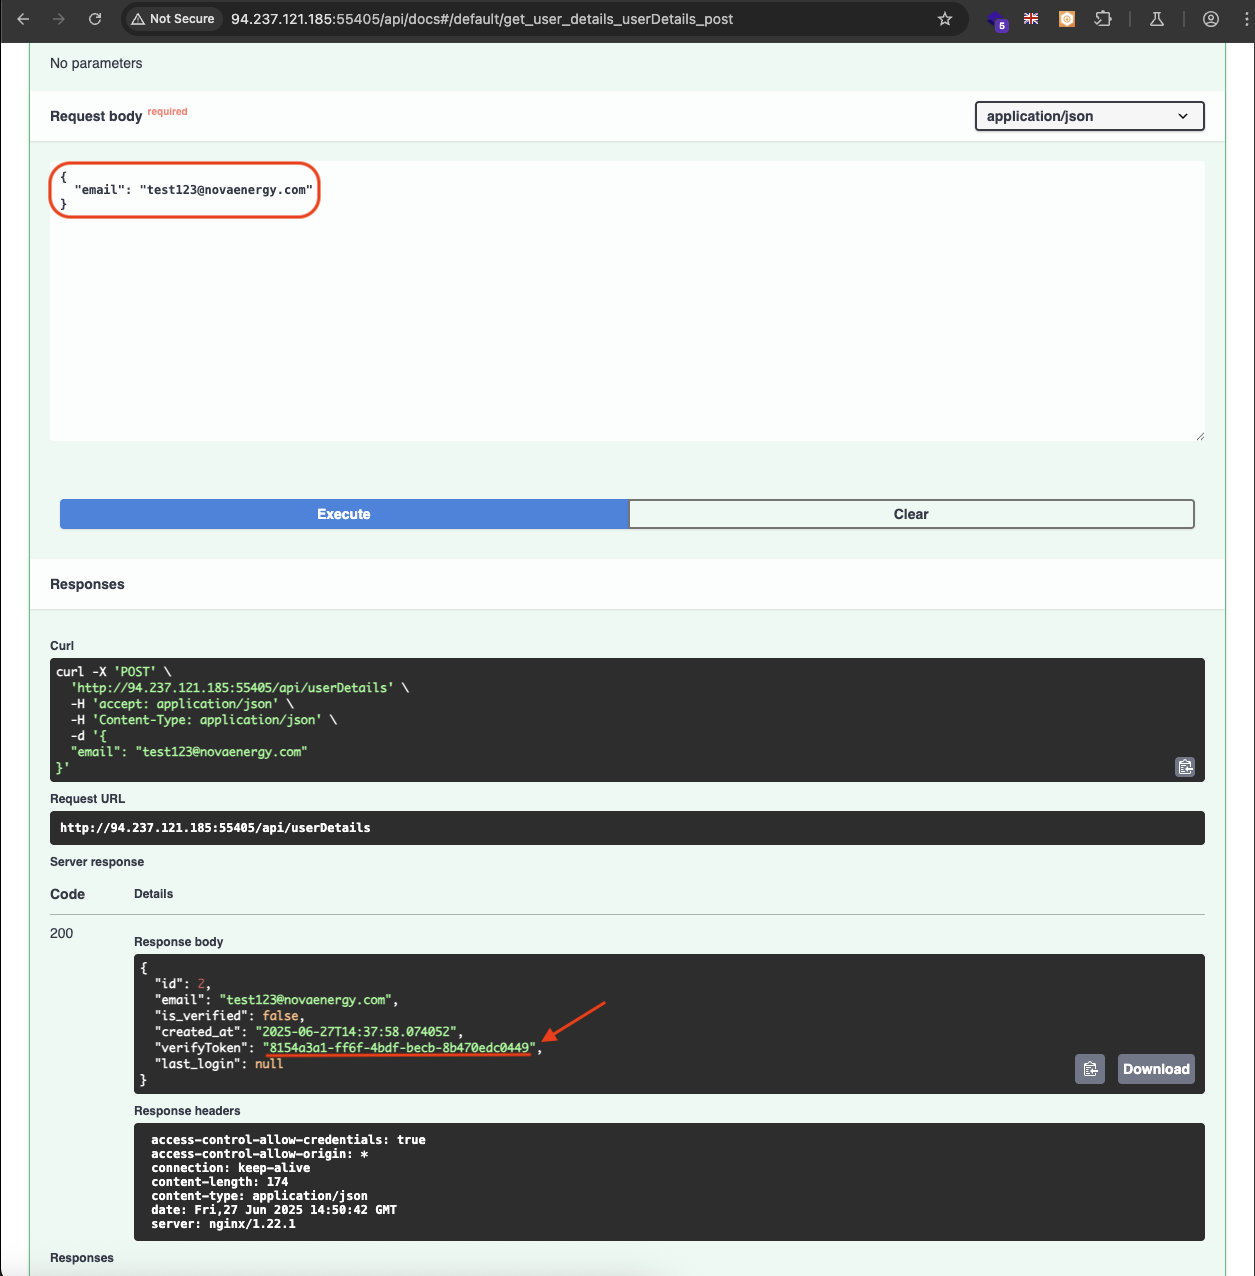 Not Secure 94.237.121.185:55405/api/docs#/default/get_user_details_userDetails_post
5
No parameters
Request body required
application/json
{
"email": "test123@novaenergy.com"
}
Execute
Clear
Responses
Curl
curl -X 'POST' \
'http://94.237.121.185:55405/api/userDetails' \
-H 'accept: application/json' \
-H 'Content-Type: application/json' \
-d '{
"email": "test123@novaenergy.com"
}'
Request URL
http://94.237.121.185:55405/api/userDetails
Server response
Code Details
200
Response body
{
"id": 2,
"email": "test123@novaenergy.com",
"is_verified": false,
"created_at": "2025-06-27T14:37:58.074052",
"verifyToken": "8154a3a1-ff6f-4bdf-becb-8b470edc0449",
"last_login": null
}
Download
Response headers
access-control-allow-credentials: true
access-control-allow-origin: *
connection: keep-alive
content-length: 174
content-type: application/json
date: Fri,27 Jun 2025 14:50:42 GMT
server: nginx/1.22.1
Responses